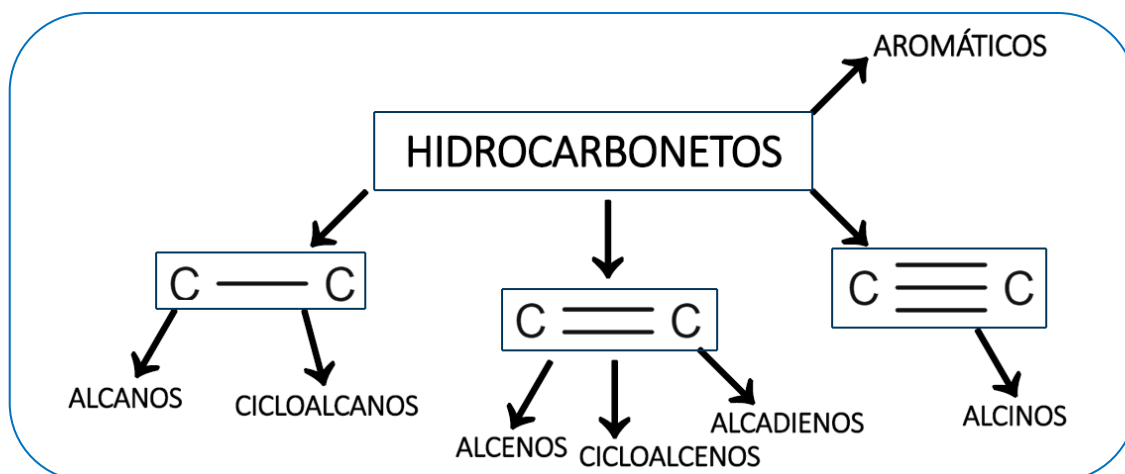 AROMÁTICOS
HIDROCARBONETOS
C C
C C
C C
ALCANOS
CICLOALCANOS
ALCENOS
CICLOALCENOS
ALCADIENOS
ALCINOS